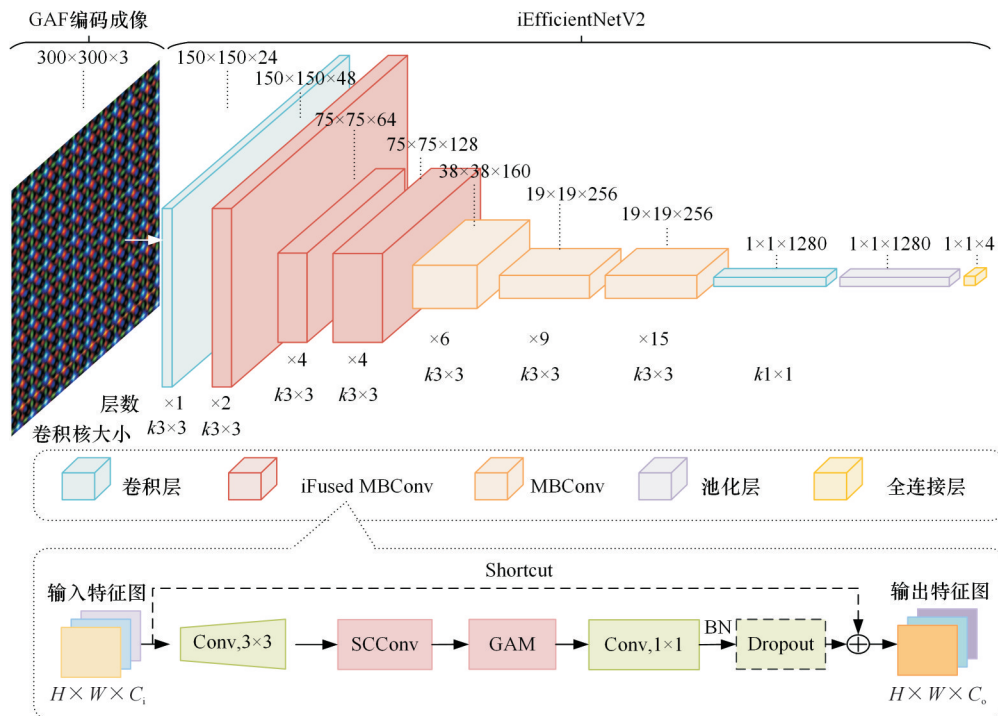 GAF编码成像
iEfficientNetV2
300×300×3
150×150×24
150×150×48
75×75×64
75×75×128
38×38×160
19×19×256
19×19×256
1×1×1280
1×1×1280
1×1×4
层数 ×1 ×2 ×4 ×4 ×6 ×9 ×15
卷积核大小 k3×3 k3×3 k3×3 k3×3 k3×3 k3×3 k3×3 k1×1
卷积层 iFused MBConv MBConv 池化层 全连接层
Shortcut
输入特征图
输出特征图
Conv,3×3 SCConv GAM Conv,1×1 BN Dropout
H×W×Ci
H×W×Co